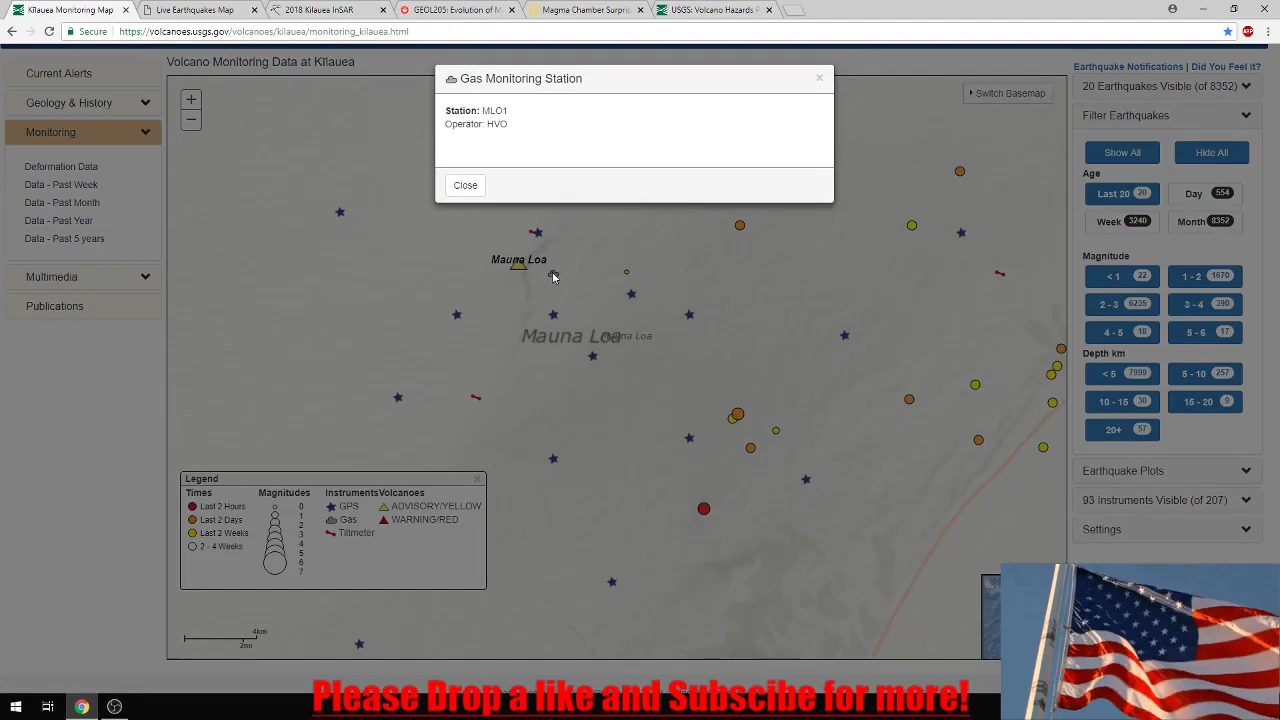 Kīlauea Monitoring Map
Live Earthquakes Map
2018 Kilauea InSAR
GEOL205: Evolution of M
Magma Chamber Surpris
USGS: Volcano Hazards P
Secure
https://volcanoes.usgs.gov/volcanoes/kilauea/monitoring_kilauea.html
ABP
Current Alerts
Geology & History
Monitoring
Deformation Data
Data - Past Week
Data - Past Month
Data - Past Year
Data - Past 5 years
Multimedia
Publications
Volcano Monitoring Data at Kīlauea
+
−
Gas Monitoring Station
×
Station: MLO1
Operator: HVO
Close
Switch Basemap
Mauna Loa
Mauna Loa
Mauna Loa
Legend
×
Times
Last 2 Hours
Last 2 Days
Last 2 Weeks
2 - 4 Weeks
Magnitudes
0
1
2
3
4
5
6
7
Instruments
GPS
Gas
Tiltmeter
Volcanoes
ADVISORY/YELLOW
WARNING/RED
4km
2mi
Earthquake Notifications | Did You Feel it?
20 Earthquakes Visible (of 8352)
Filter Earthquakes
Show All
Hide All
Age
Last 20 20
Day 554
Week 3240
Month 8352
Magnitude
< 1 22
1 - 2 1670
2 - 3 6235
3 - 4 390
4 - 5 18
5 - 6 17
Depth km
< 5 7999
5 - 10 257
10 - 15 30
15 - 20 9
20+ 57
Earthquake Plots
93 Instruments Visible (of 207)
Settings
Please Drop a like and Subscibe for more!